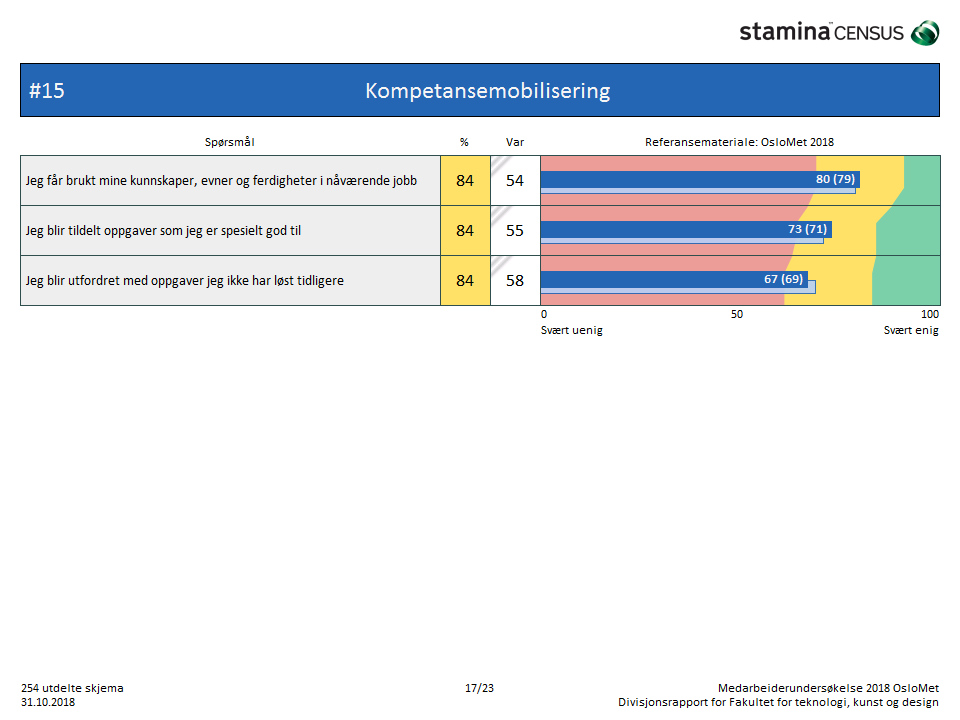 stamina™CENSUS
#15 Kompetansemobilisering
Spørsmål % Var Referansemateriale: OsloMet 2018
Jeg får brukt mine kunnskaper, evner og ferdigheter i nåværende jobb 84 54 80 (79)
Jeg blir tildelt oppgaver som jeg er spesielt god til 84 55 73 (71)
Jeg blir utfordret med oppgaver jeg ikke har løst tidligere 84 58 67 (69)
0 50 100
Svært uenig Svært enig
254 utdelte skjema 17/23 Medarbeiderundersøkelse 2018 OsloMet
31.10.2018 Divisjonsrapport for Fakultet for teknologi, kunst og design